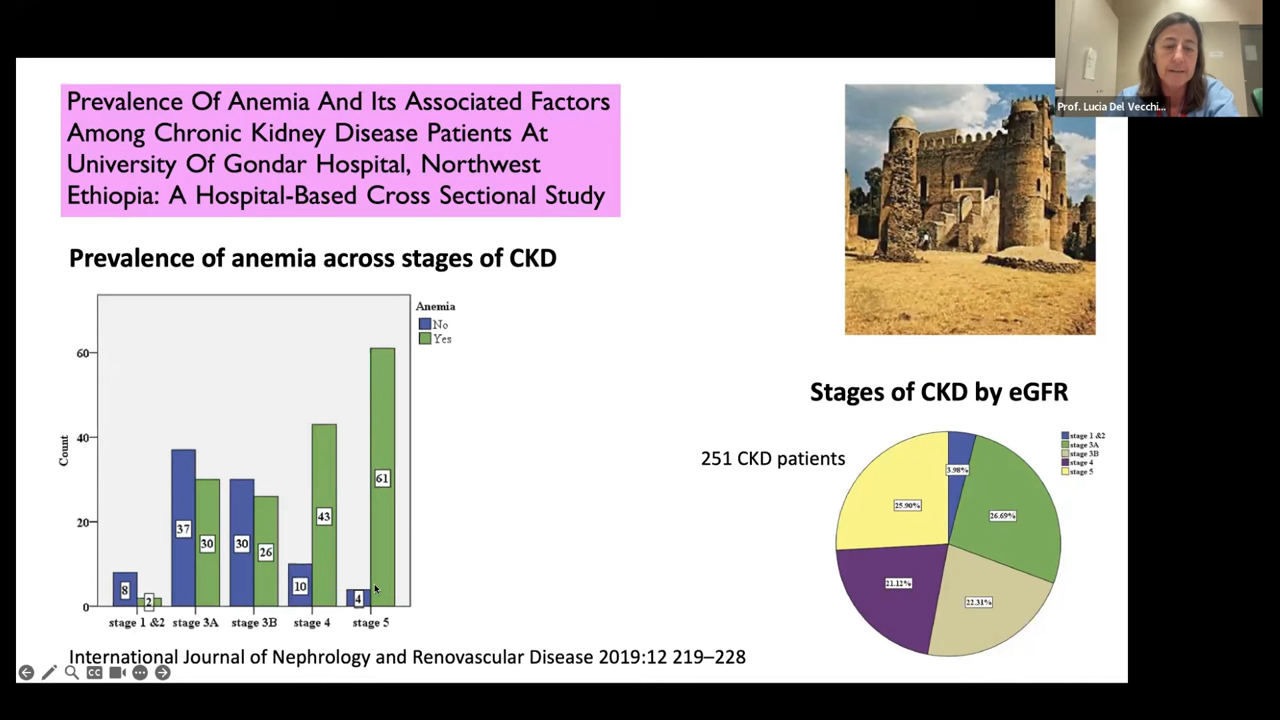 Prof. Lucia Del Vecchi...
Prevalence Of Anemia And Its Associated Factors
Among Chronic Kidney Disease Patients At
University Of Gondar Hospital, Northwest
Ethiopia: A Hospital-Based Cross Sectional Study
Prevalence of anemia across stages of CKD
Anemia
No
Yes
60
40
20
0
Count
8
2
37
30
30
26
10
43
4
61
stage 1 &2
stage 3A
stage 3B
stage 4
stage 5
Stages of CKD by eGFR
251 CKD patients
stage 1 &2
stage 3A
stage 3B
stage 4
stage 5
3.98%
26.69%
22.31%
21.12%
25.90%
International Journal of Nephrology and Renovascular Disease 2019:12 219–228
CC